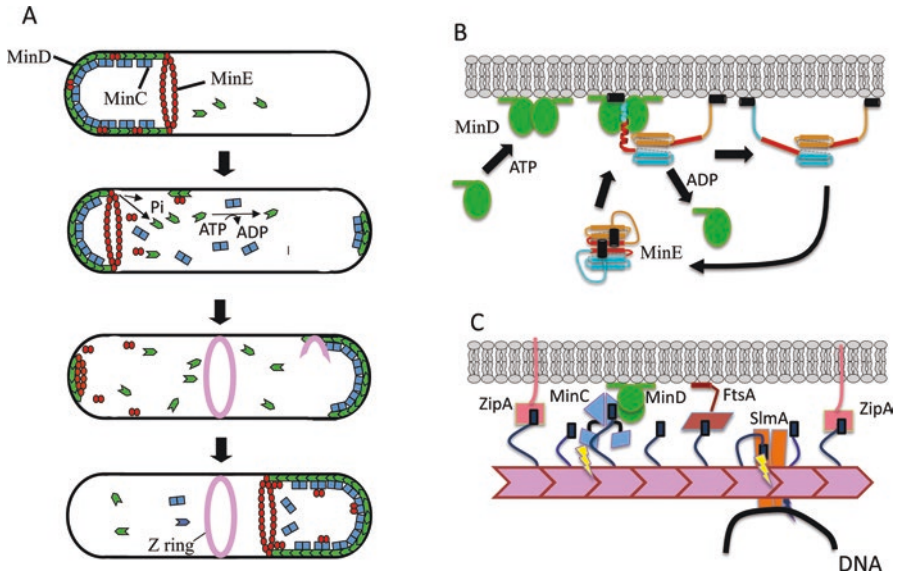 A
MinD
MinC
MinE
Pi
ATP
ADP
Z ring
B
MinD
ATP
ADP
MinE
C
ZipA
MinC
MinD
FtsA
SlmA
ZipA
DNA